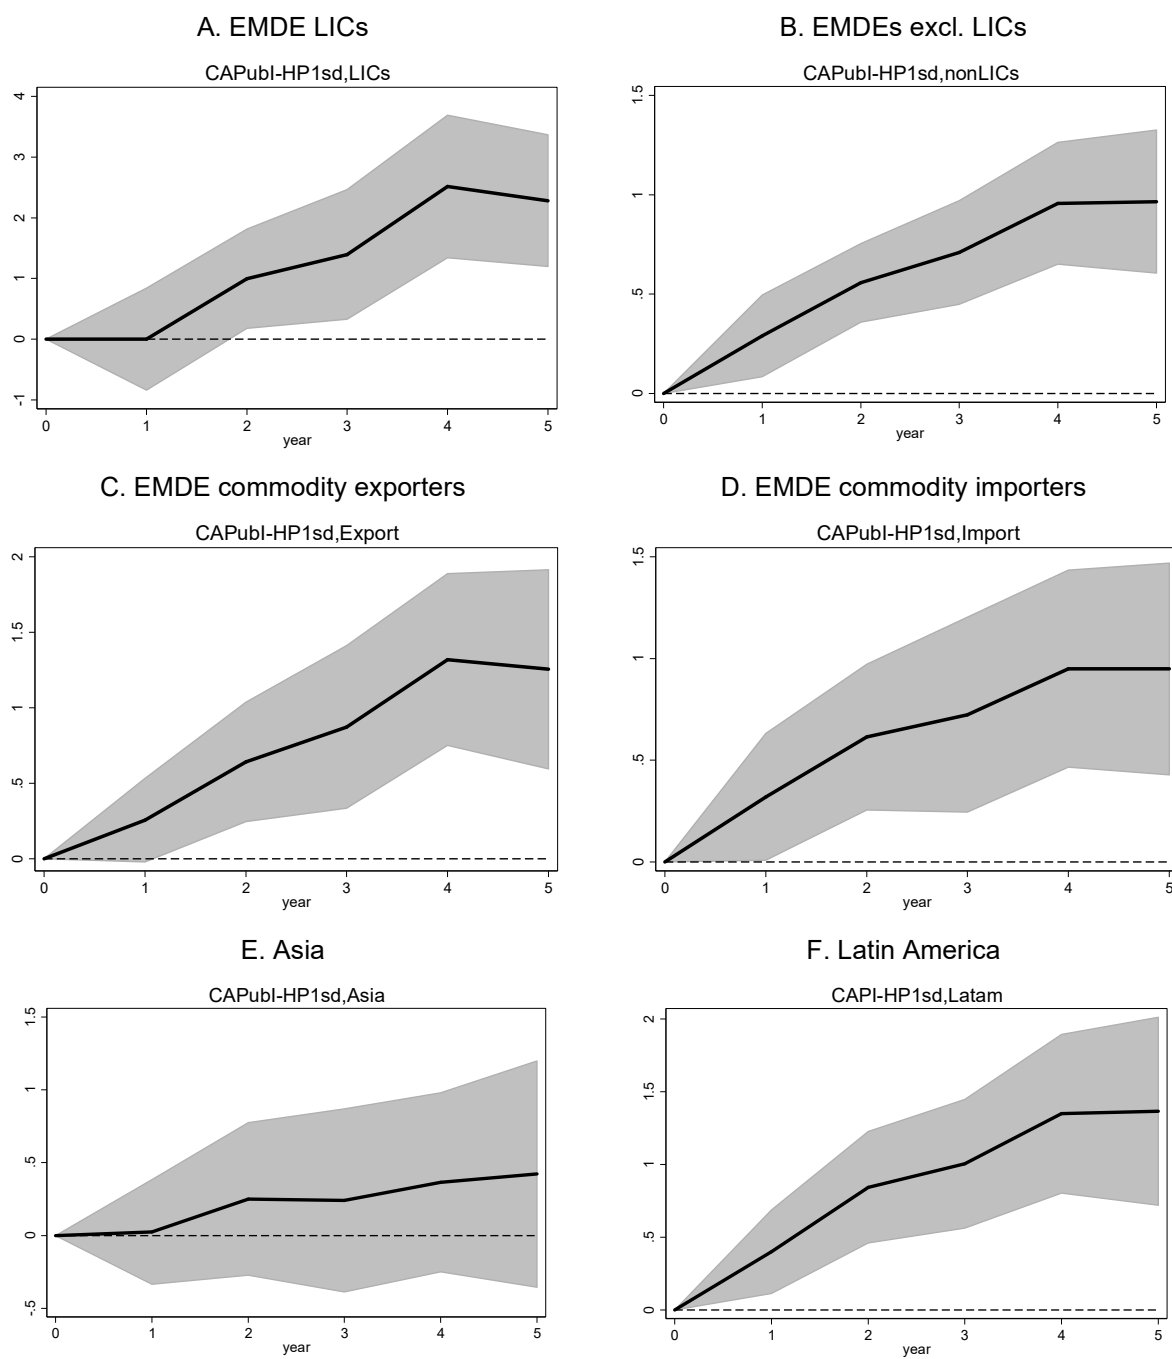 A. EMDE LICs
CAPubI-HP1sd,LICs
4
3
2
1
0
-1
0 1 2 3 4 5
year
B. EMDEs excl. LICs
CAPubI-HP1sd,nonLICs
1.5
1
.5
0
0 1 2 3 4 5
year
C. EMDE commodity exporters
CAPubI-HP1sd,Export
2
1.5
1
.5
0
0 1 2 3 4 5
year
D. EMDE commodity importers
CAPubI-HP1sd,Import
1.5
1
.5
0
0 1 2 3 4 5
year
E. Asia
CAPubI-HP1sd,Asia
1.5
1
.5
0
-.5
0 1 2 3 4 5
year
F. Latin America
CAPI-HP1sd,Latam
2
1.5
1
.5
0
0 1 2 3 4 5
year